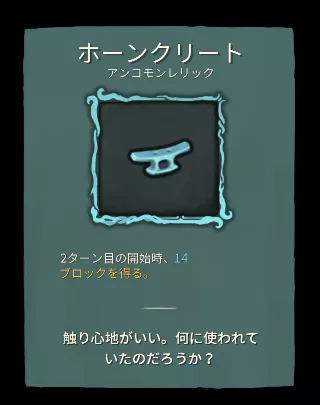 ホーンクリート
アンコモンレリック
2ターン目の開始時、14
ブロックを得る。
触り心地がいい。何に使われて
いたのだろうか？